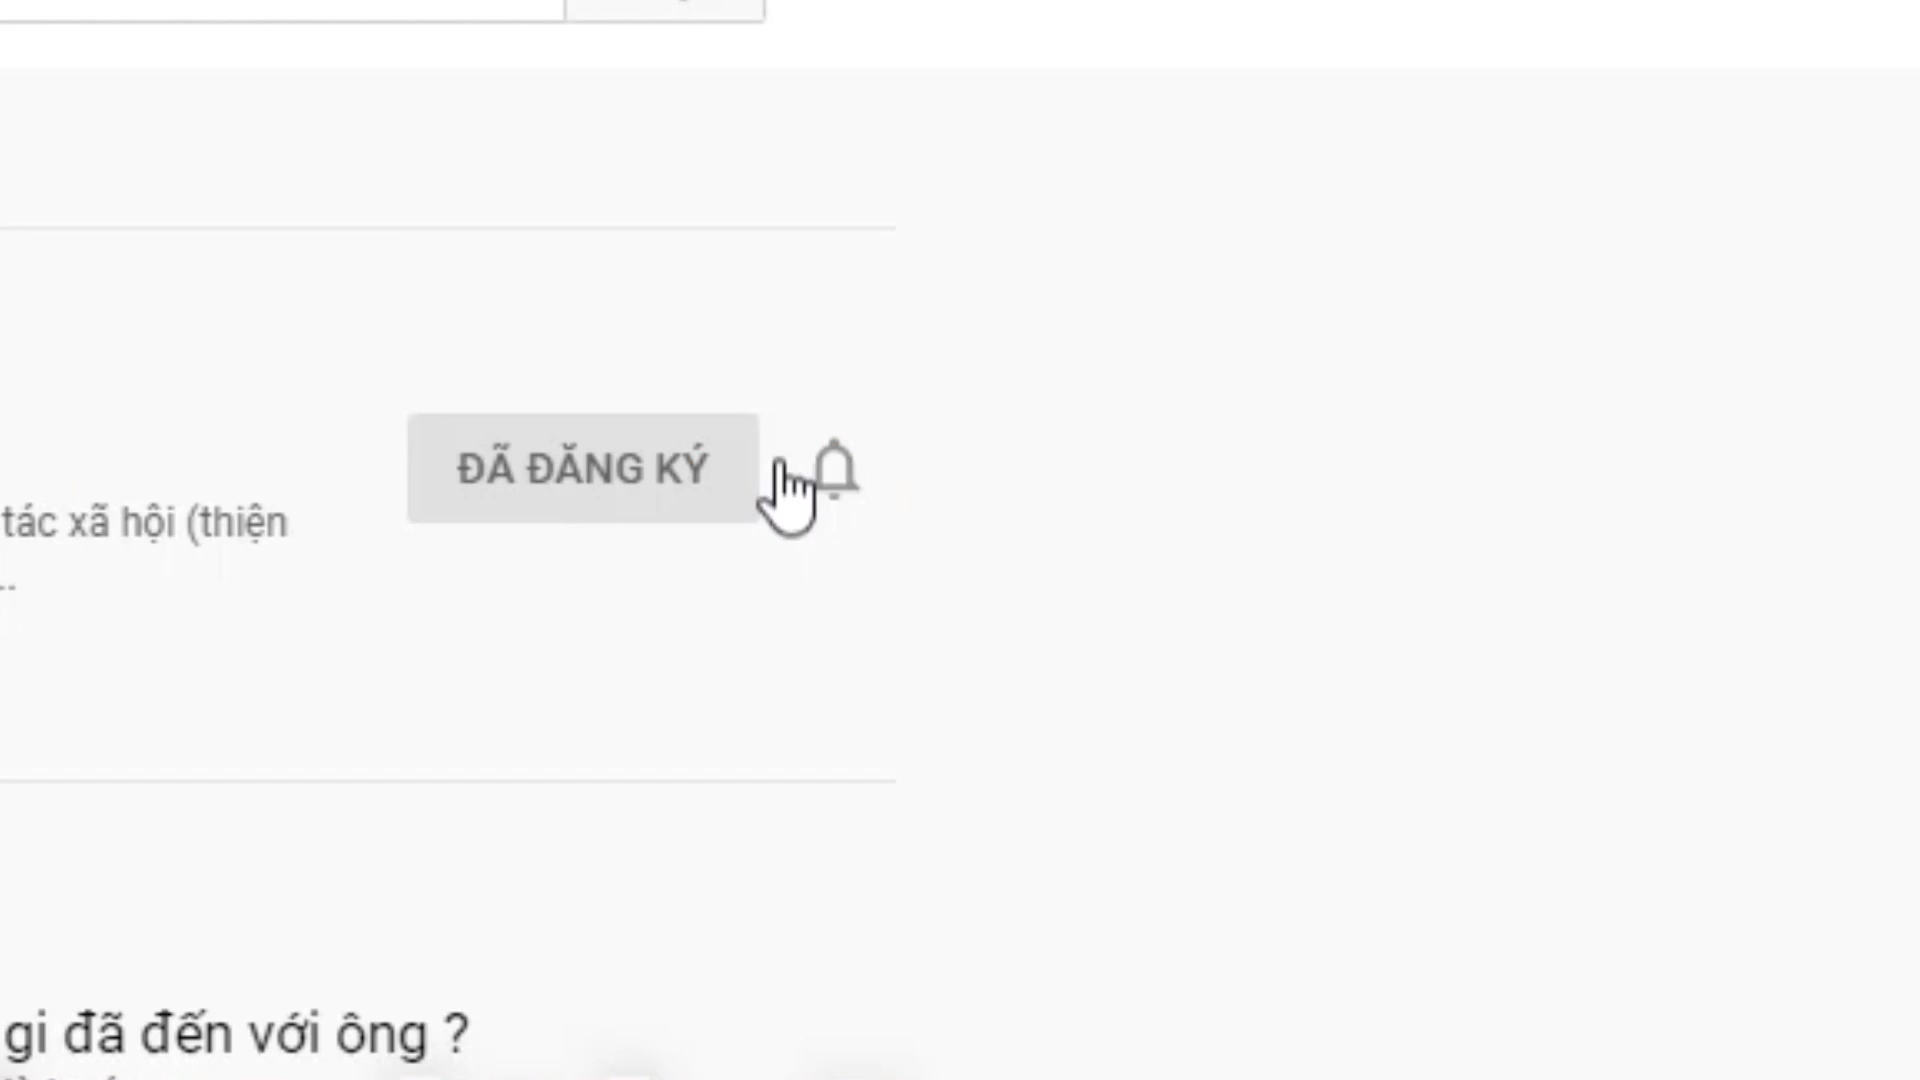 ĐÃ ĐĂNG KÝ
tác xã hội (thiện
...
gi đã đến với ông ?